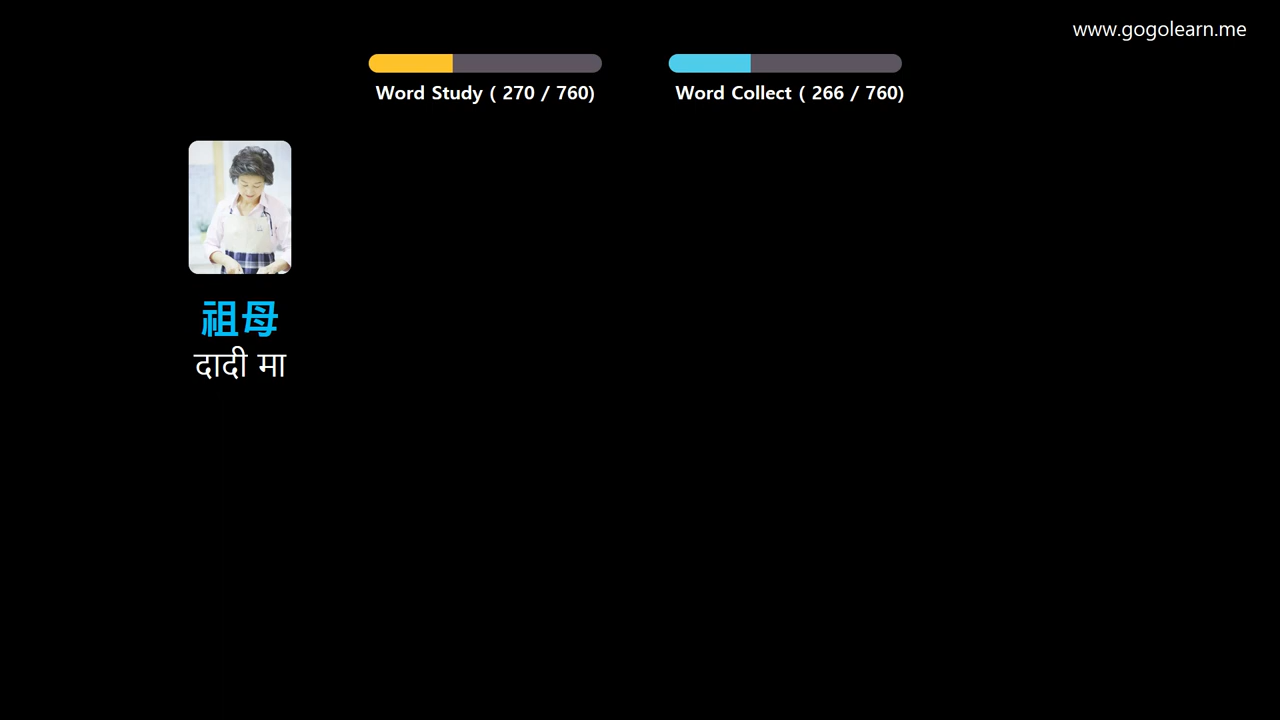 www.gogolearn.me
Word Study ( 270 / 760)
Word Collect ( 266 / 760)
祖母
दादी मा